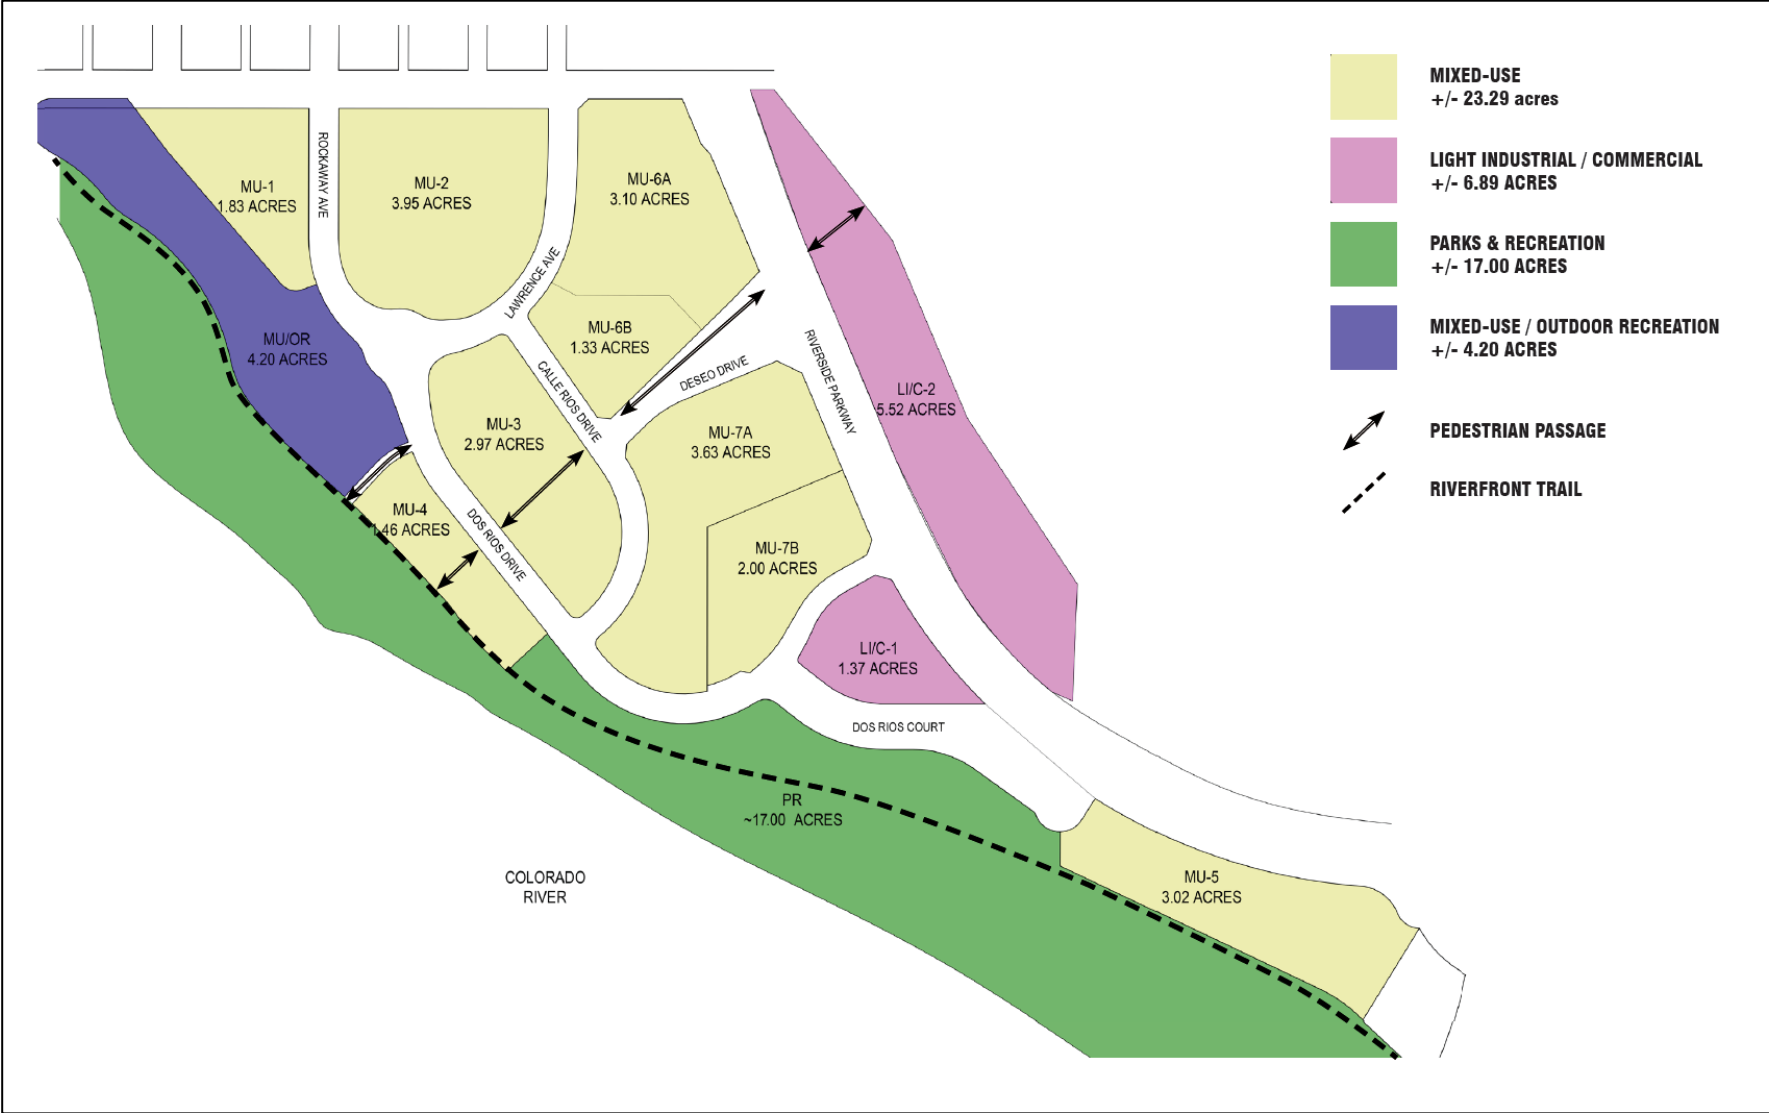 MIXED-USE
+/- 23.29 acres
LIGHT INDUSTRIAL / COMMERCIAL
+/- 6.89 ACRES
PARKS & RECREATION
+/- 17.00 ACRES
MIXED-USE / OUTDOOR RECREATION
+/- 4.20 ACRES
PEDESTRIAN PASSAGE
RIVERFRONT TRAIL
MU-1
1.83 ACRES
ROCKAWAY AVE
MU-2
3.95 ACRES
MU-6A
3.10 ACRES
LAWRENCE AVE
MU/OR
4.20 ACRES
MU-6B
1.33 ACRES
CALLE RIOS DRIVE
DESEO DRIVE
RIVERSIDE PARKWAY
LI/C-2
5.52 ACRES
MU-3
2.97 ACRES
MU-7A
3.63 ACRES
MU-4
1.46 ACRES
DOS RIOS DRIVE
MU-7B
2.00 ACRES
LI/C-1
1.37 ACRES
DOS RIOS COURT
PR
~17.00 ACRES
COLORADO
RIVER
MU-5
3.02 ACRES